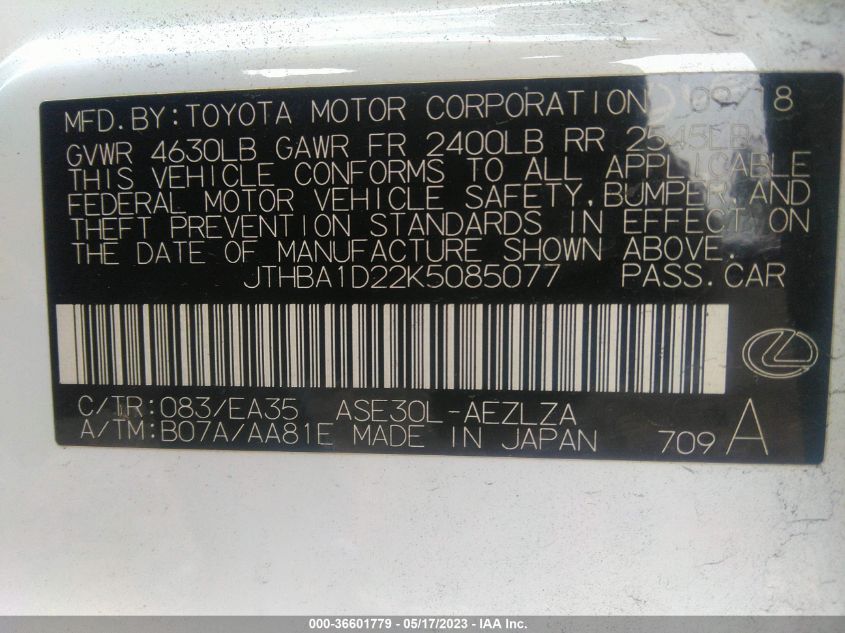 MFD.BY:TOYOTA MOTOR CORPORATION 09/18
GVWR 4630LB GAWR FR 2400LB RR 2545LB
THIS VEHICLE CONFORMS TO ALL APPLICABLE
FEDERAL MOTOR VEHICLE SAFETY,BUMPER,AND
THEFT PREVENTION STANDARDS IN EFFECT ON
THE DATE OF MANUFACTURE SHOWN ABOVE.
JTHBA1D22K5085077 PASS.CAR
C/TR:083/EA35 ASE30L-AEZLZA
A/TM:B07A/AA81E MADE IN JAPAN 709 A
000-36601779 — 05/17/2023 — IAA Inc.